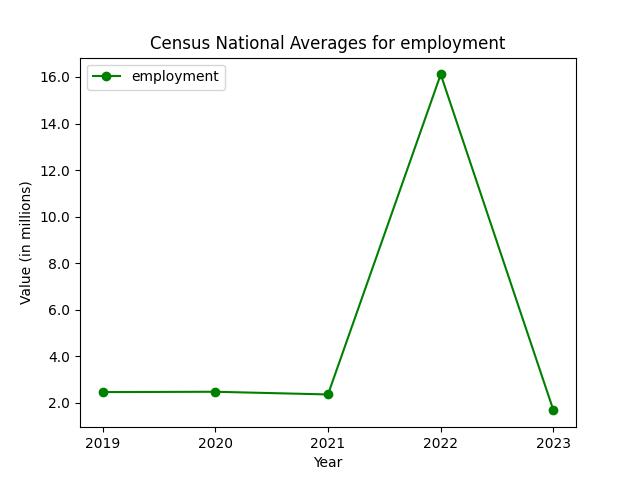 Census National Averages for employment
employment
16.0
14.0
12.0
10.0
8.0
6.0
4.0
2.0
Value (in millions)
2019 2020 2021 2022 2023
Year